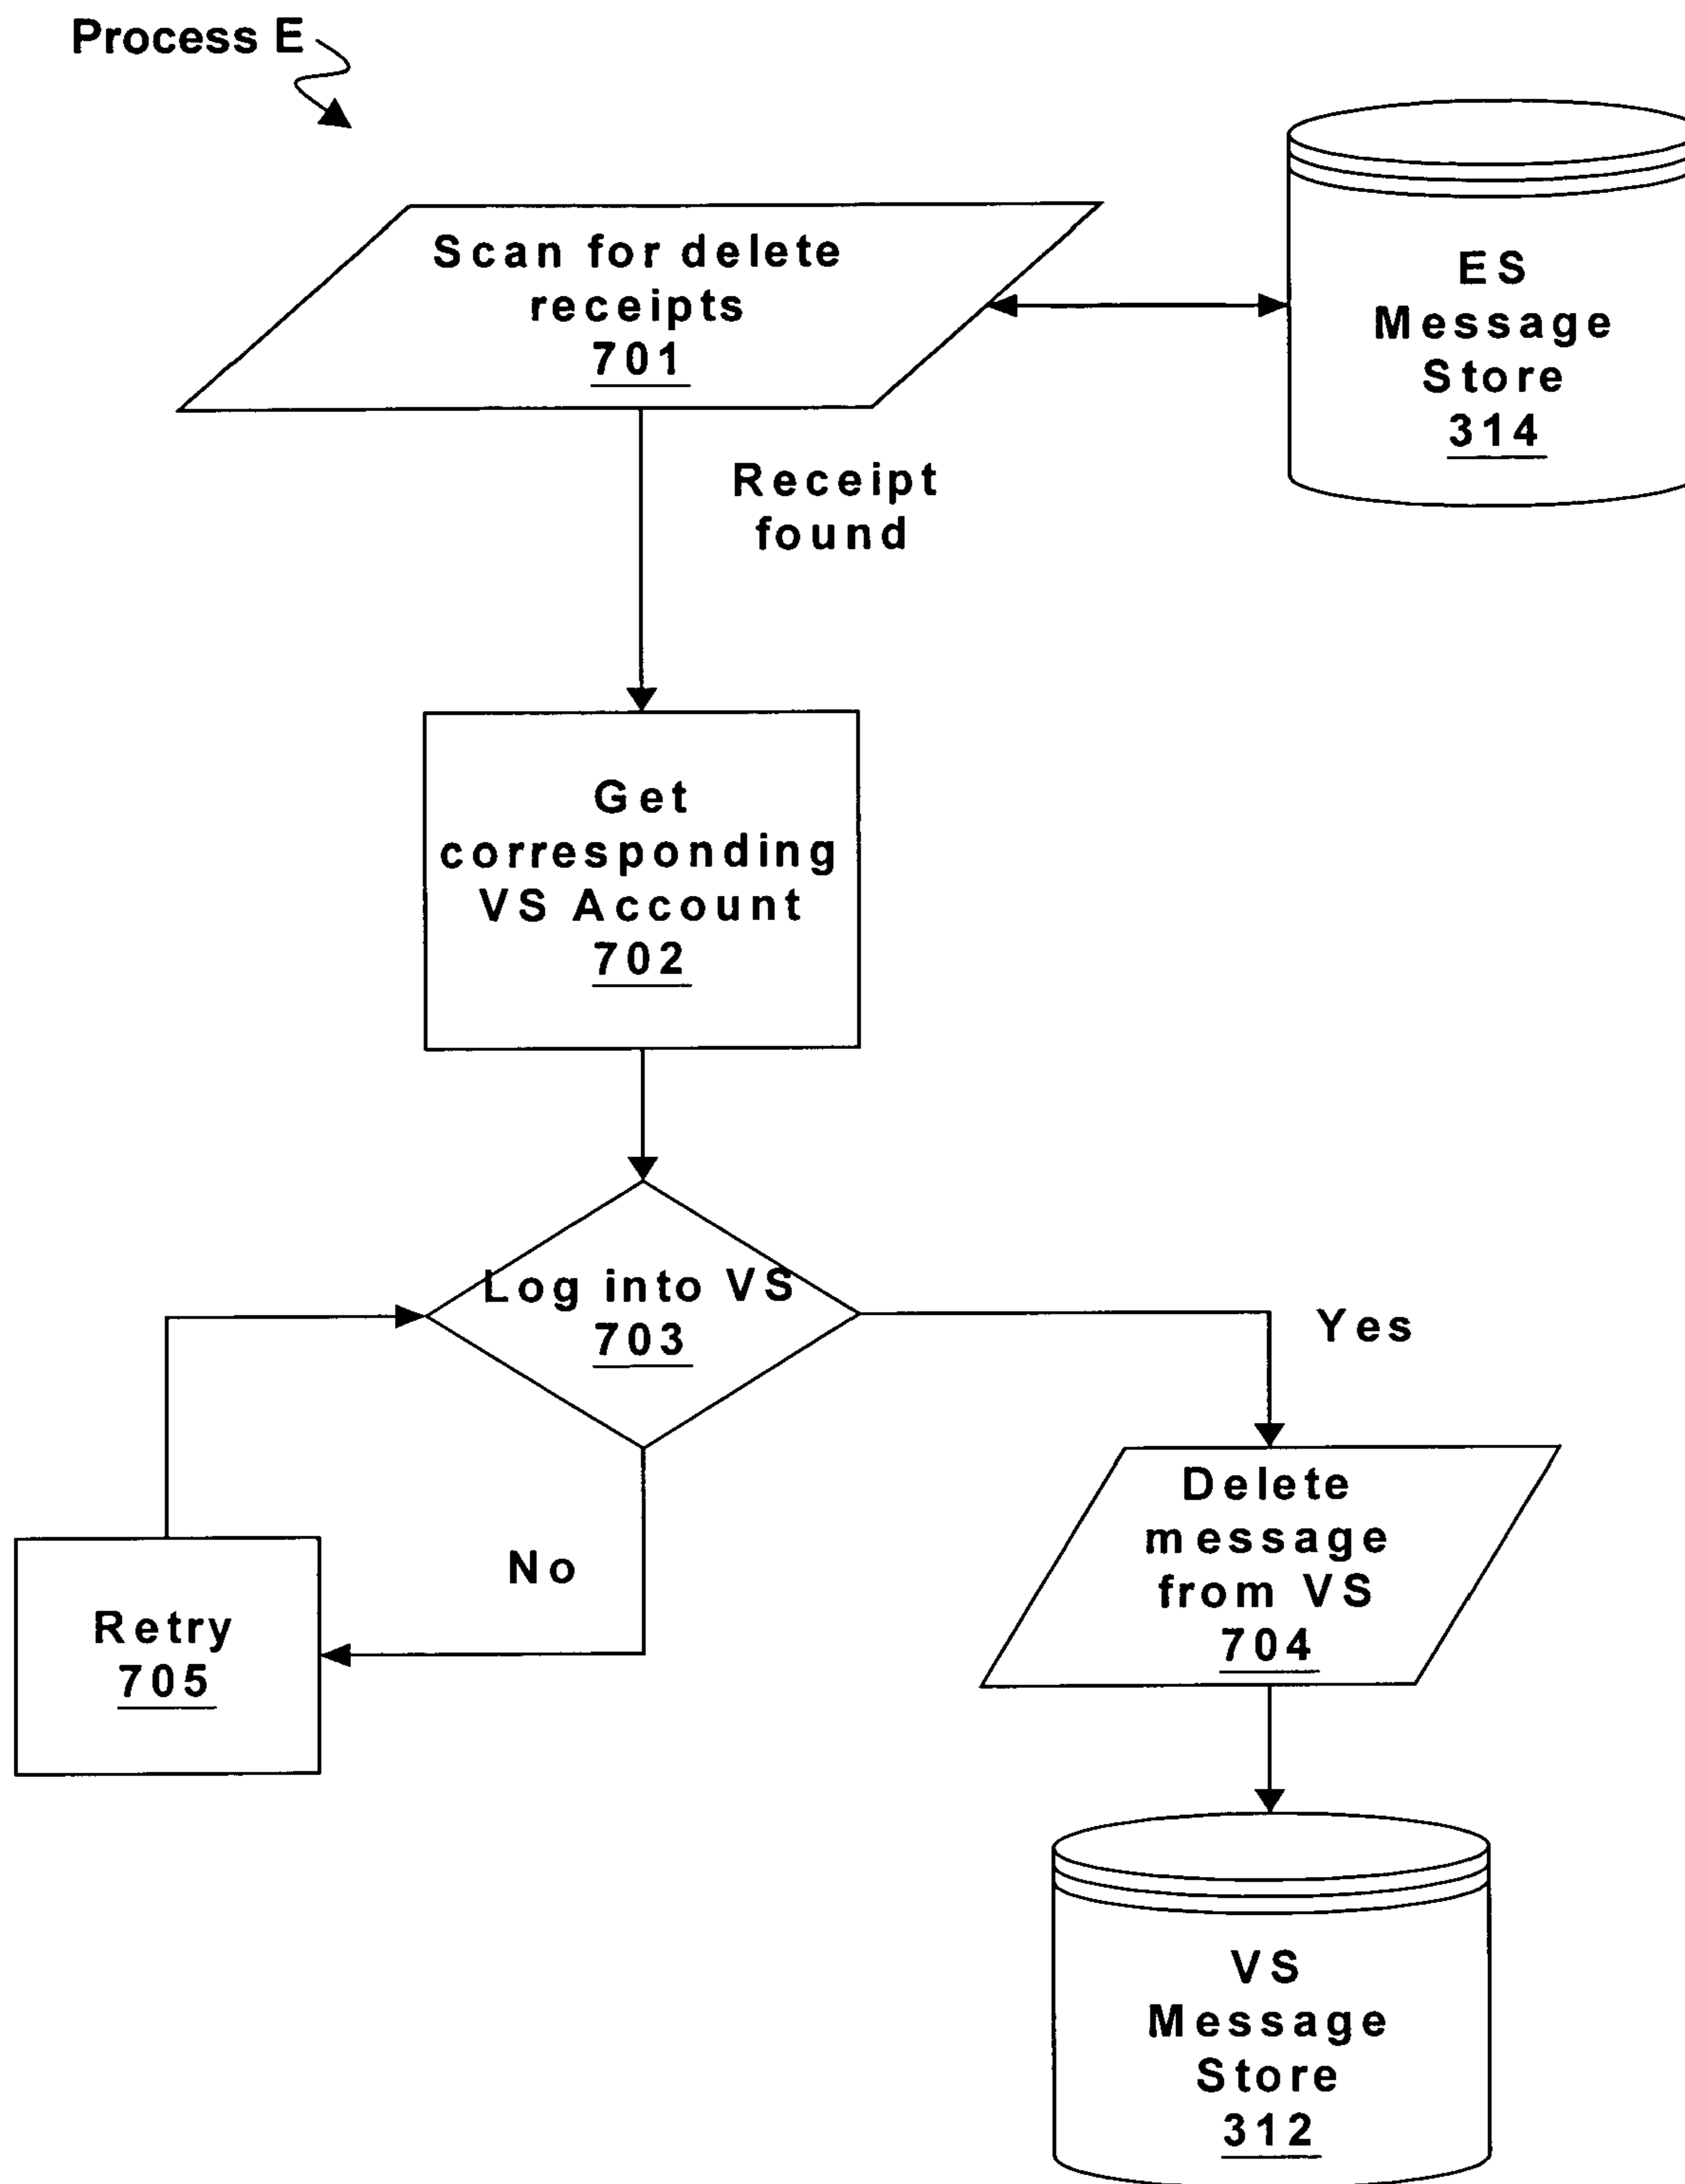 Process E
Scan for delete
receipts
701
ES
Message
Store
314
Receipt
found
Get
corresponding
VS Account
702
Log into VS
703
Yes
No
Retry
705
Delete
message
from VS
704
VS
Message
Store
312